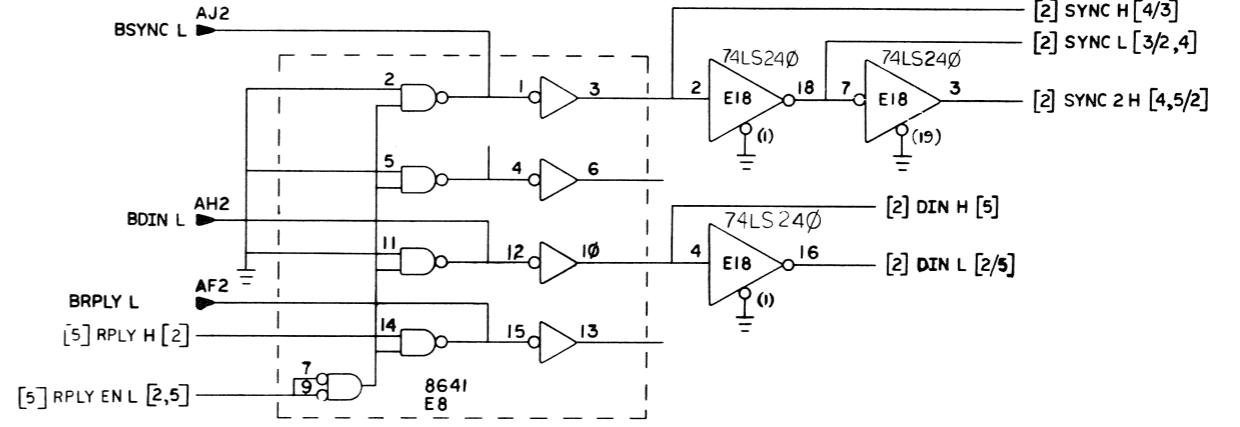 AJ2
BSYNC L
[2] SYNC H [4/3]
[2] SYNC L [3/2,4]
74LS24Ø
74LS24Ø
2
1
3
2
E18
18
7
E18
3
[2] SYNC 2 H [4,5/2]
(1)
(19)
5
4
6
AH2
BDIN L
[2] DIN H [5]
74LS24Ø
11
12
1Ø
4
E18
16
[2] DIN L [2/5]
(1)
AF2
BRPLY L
[5] RPLY H [2]
14
15
13
7
9
[5] RPLY EN L [2,5]
8641
E8